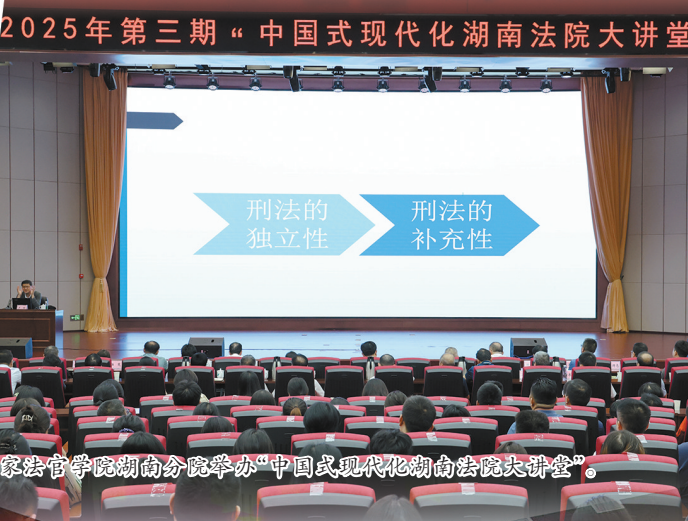 2025年第三期“中国式现代化湖南法院大讲堂
刑法的
独立性
刑法的
补充性
家法官学院湖南分院举办“中国式现代化湖南法院大讲堂”。